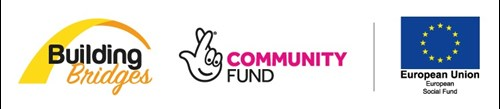 Building
Bridges
COMMUNITY
FUND
European Union
European
Social Fund